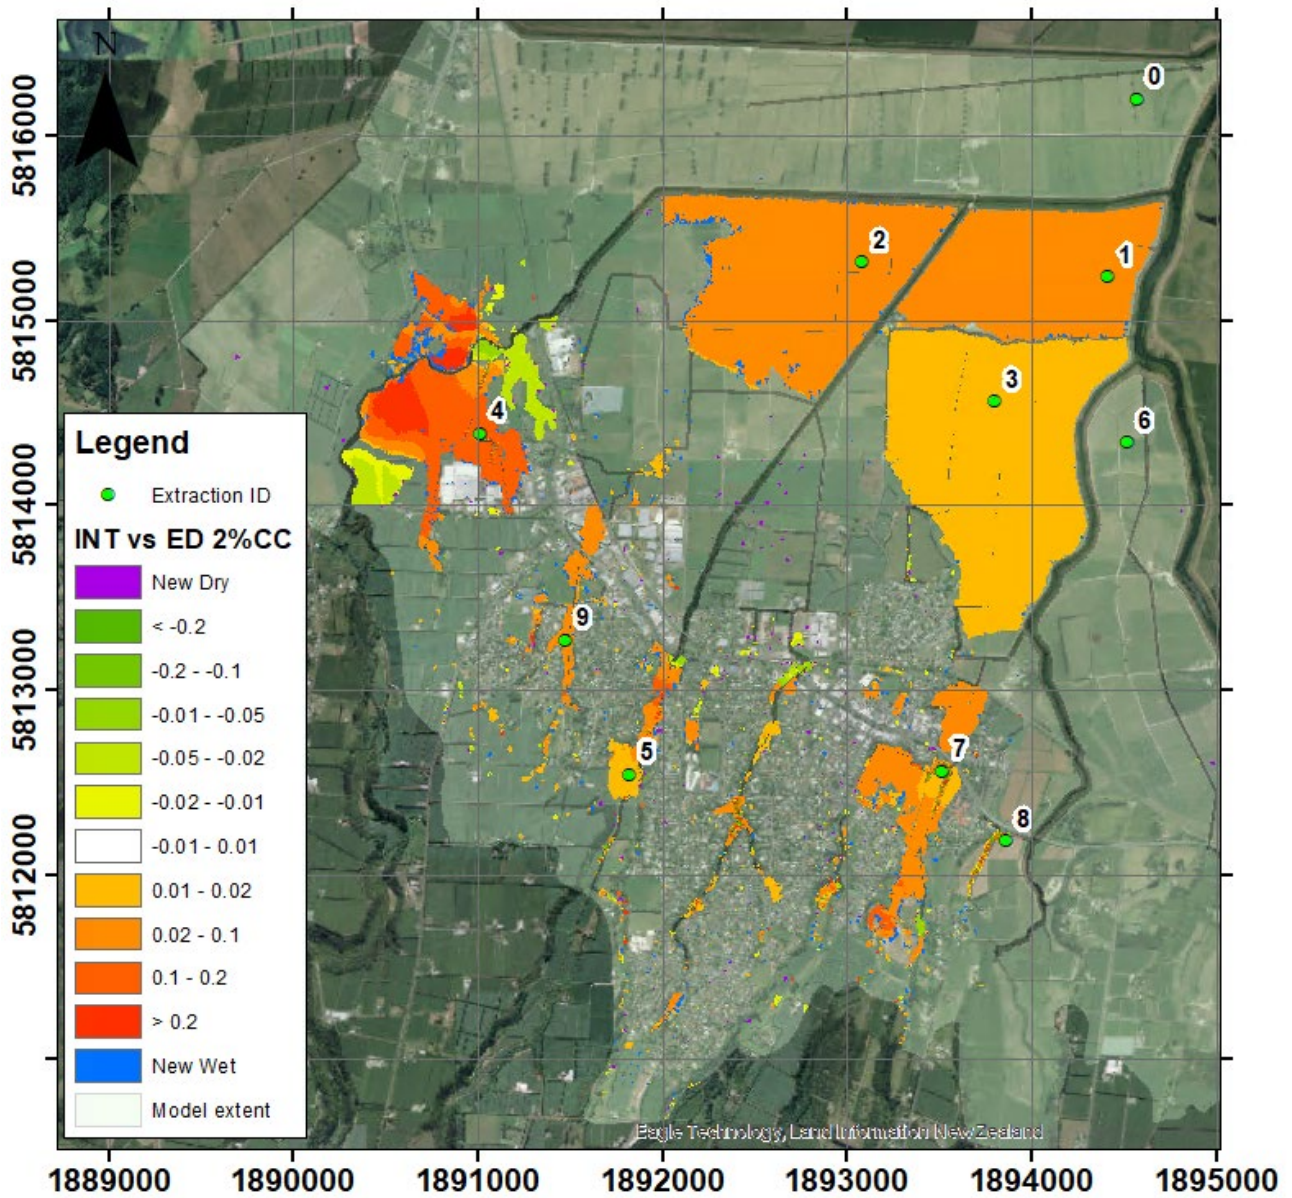 N
0
5816000
2
1
5815000
3
4
6
5814000
9
5813000
5
7
8
5812000
Legend
Extraction ID
INT vs ED 2%CC
New Dry
< -0.2
-0.2 - -0.1
-0.01 - -0.05
-0.05 - -0.02
-0.02 - -0.01
-0.01 - 0.01
0.01 - 0.02
0.02 - 0.1
0.1 - 0.2
> 0.2
New Wet
Model extent
Eagle Technology, Land Information New Zealand
1889000 1890000 1891000 1892000 1893000 1894000 1895000